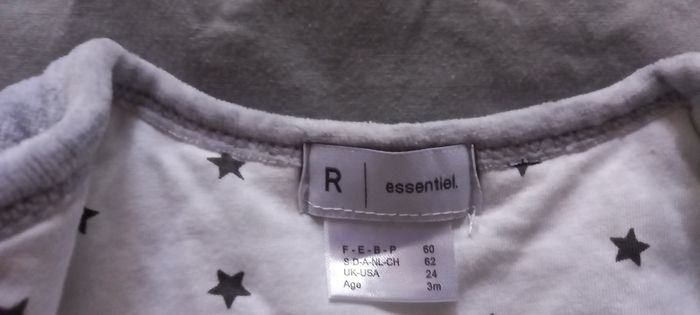 R | essentiel.
F - E - B - P 60
S-D-A-NL-CH 62
UK-USA 24
Age 3m